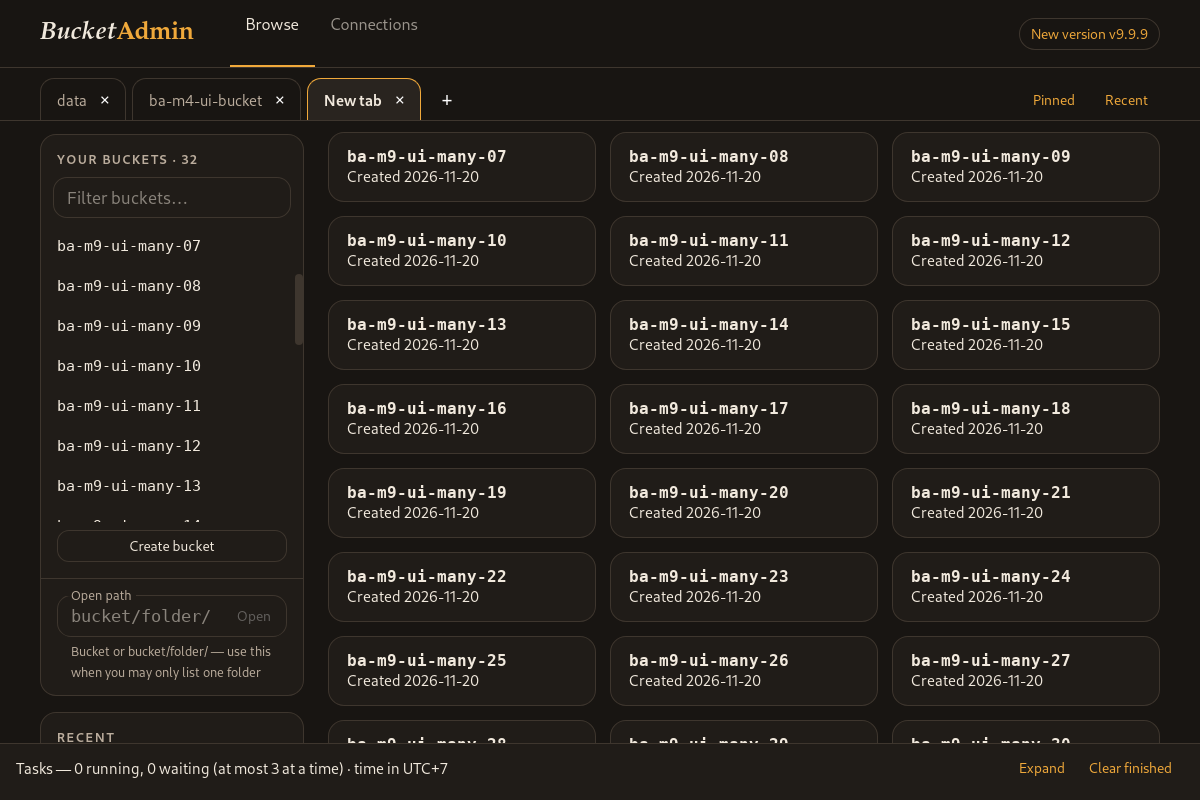 BucketAdmin
Browse
Connections
New version v9.9.9
data ×
ba-m4-ui-bucket ×
New tab ×
+
Pinned
Recent
YOUR BUCKETS · 32
Filter buckets...
ba-m9-ui-many-07
ba-m9-ui-many-08
ba-m9-ui-many-09
ba-m9-ui-many-10
ba-m9-ui-many-11
ba-m9-ui-many-12
ba-m9-ui-many-13
Create bucket
Open path
bucket/folder/
Open
Bucket or bucket/folder/ — use this
when you may only list one folder
RECENT
ba-m9-ui-many-07
Created 2026-11-20
ba-m9-ui-many-08
Created 2026-11-20
ba-m9-ui-many-09
Created 2026-11-20
ba-m9-ui-many-10
Created 2026-11-20
ba-m9-ui-many-11
Created 2026-11-20
ba-m9-ui-many-12
Created 2026-11-20
ba-m9-ui-many-13
Created 2026-11-20
ba-m9-ui-many-14
Created 2026-11-20
ba-m9-ui-many-15
Created 2026-11-20
ba-m9-ui-many-16
Created 2026-11-20
ba-m9-ui-many-17
Created 2026-11-20
ba-m9-ui-many-18
Created 2026-11-20
ba-m9-ui-many-19
Created 2026-11-20
ba-m9-ui-many-20
Created 2026-11-20
ba-m9-ui-many-21
Created 2026-11-20
ba-m9-ui-many-22
Created 2026-11-20
ba-m9-ui-many-23
Created 2026-11-20
ba-m9-ui-many-24
Created 2026-11-20
ba-m9-ui-many-25
Created 2026-11-20
ba-m9-ui-many-26
Created 2026-11-20
ba-m9-ui-many-27
Created 2026-11-20
Tasks — 0 running, 0 waiting (at most 3 at a time) · time in UTC+7
Expand
Clear finished